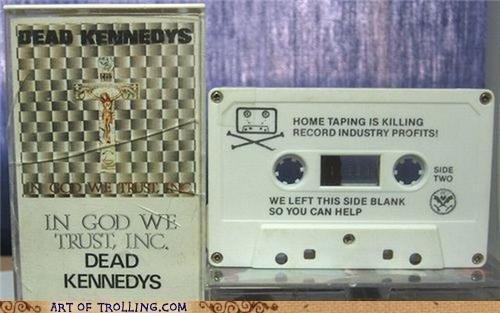 DEAD KENNEDYS
IN GOD WE TRUST, INC.
IN GOD WE
TRUST, INC.
DEAD
KENNEDYS
HOME TAPING IS KILLING
RECORD INDUSTRY PROFITS!
SIDE
TWO
WE LEFT THIS SIDE BLANK
SO YOU CAN HELP
ART OF TROLLING.COM